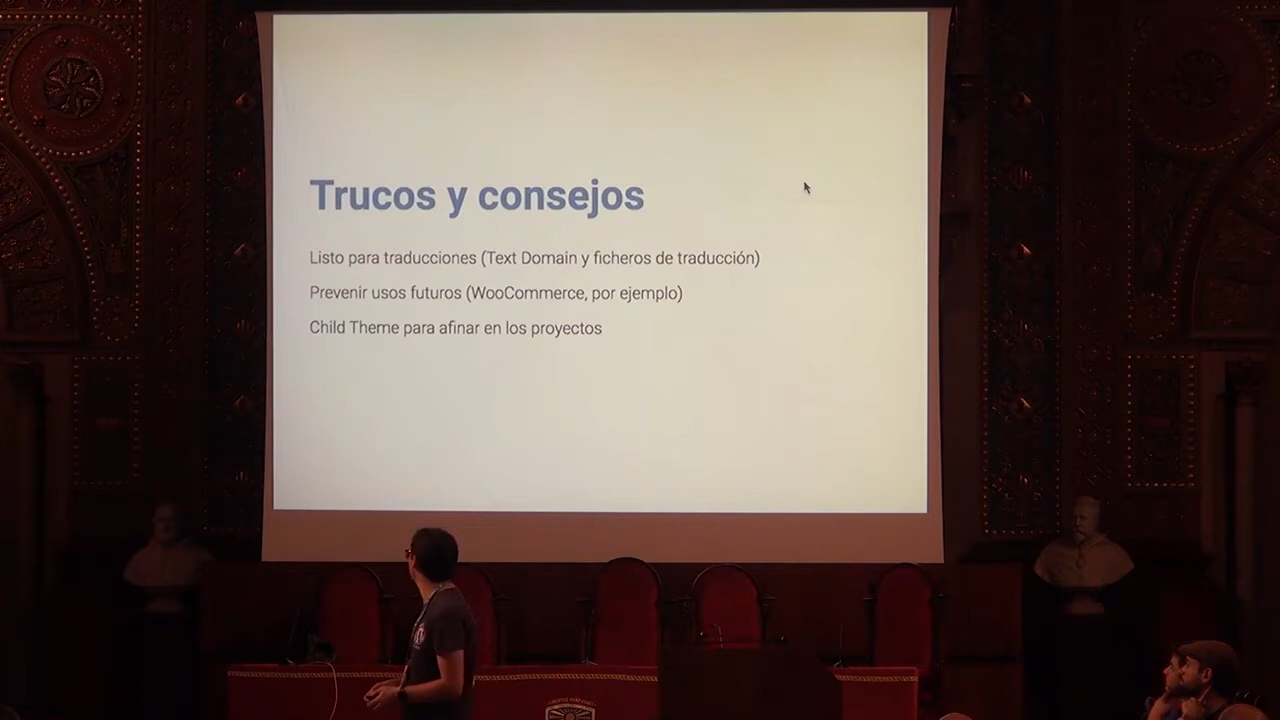 Trucos y consejos
Listo para traducciones (Text Domain y ficheros de traducción)
Prevenir usos futuros (WooCommerce, por ejemplo)
Child Theme para afinar en los proyectos